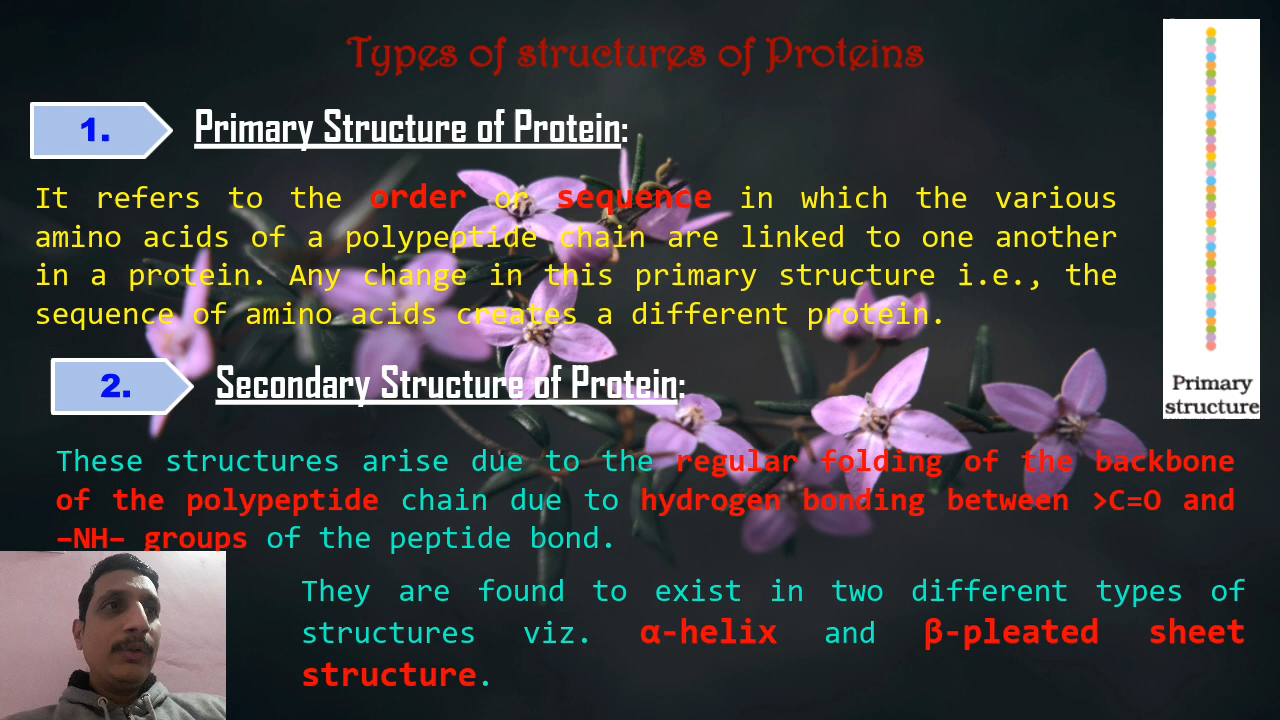 Types of structures of Proteins
1. Primary Structure of Protein:
It refers to the order or sequence in which the various
amino acids of a polypeptide chain are linked to one another
in a protein. Any change in this primary structure i.e., the
sequence of amino acids creates a different protein.
Primary
structure
2. Secondary Structure of Protein:
These structures arise due to the regular folding of the backbone
of the polypeptide chain due to hydrogen bonding between >C=O and
–NH– groups of the peptide bond.
They are found to exist in two different types of
structures viz. α-helix and β-pleated sheet
structure.